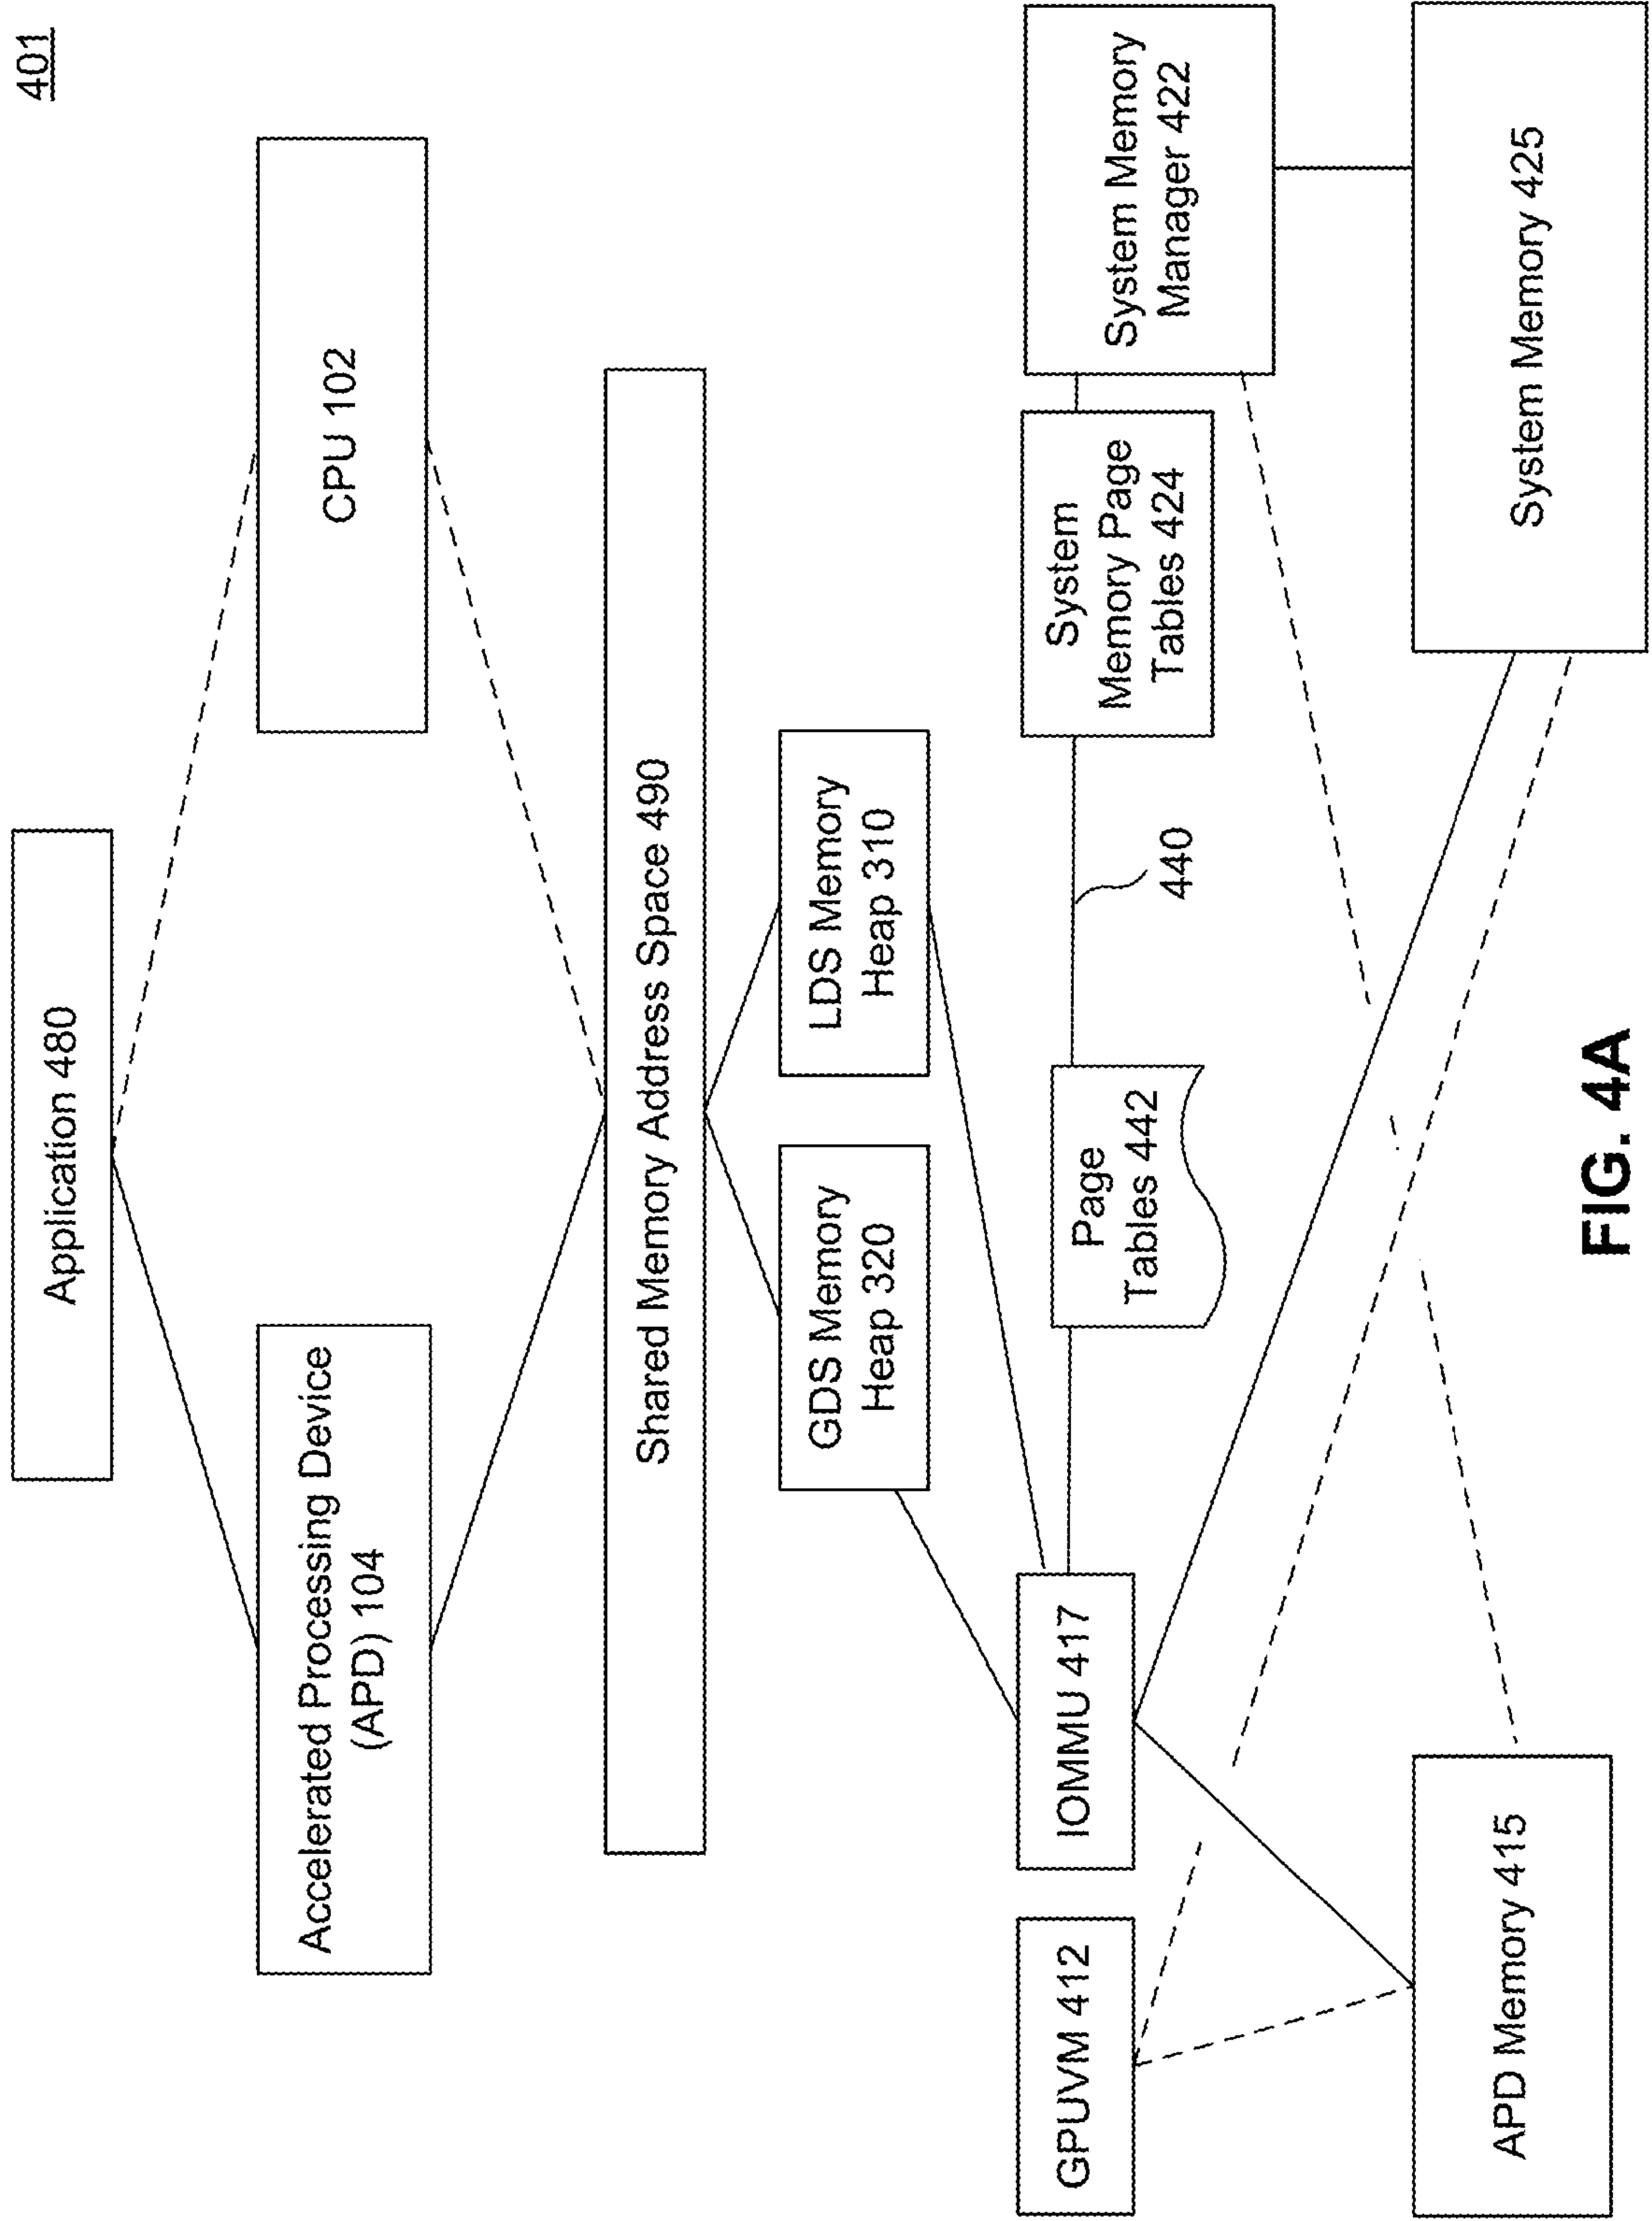 401
Application 480
Accelerated Processing Device
(APD) 104
CPU 102
Shared Memory Address Space 490
GDS Memory
Heap 320
LDS Memory
Heap 310
GPUVM 412
IOMMU 417
Page
Tables 442
440
System
Memory Page
Tables 424
System Memory
Manager 422
APD Memory 415
System Memory 425
FIG. 4A